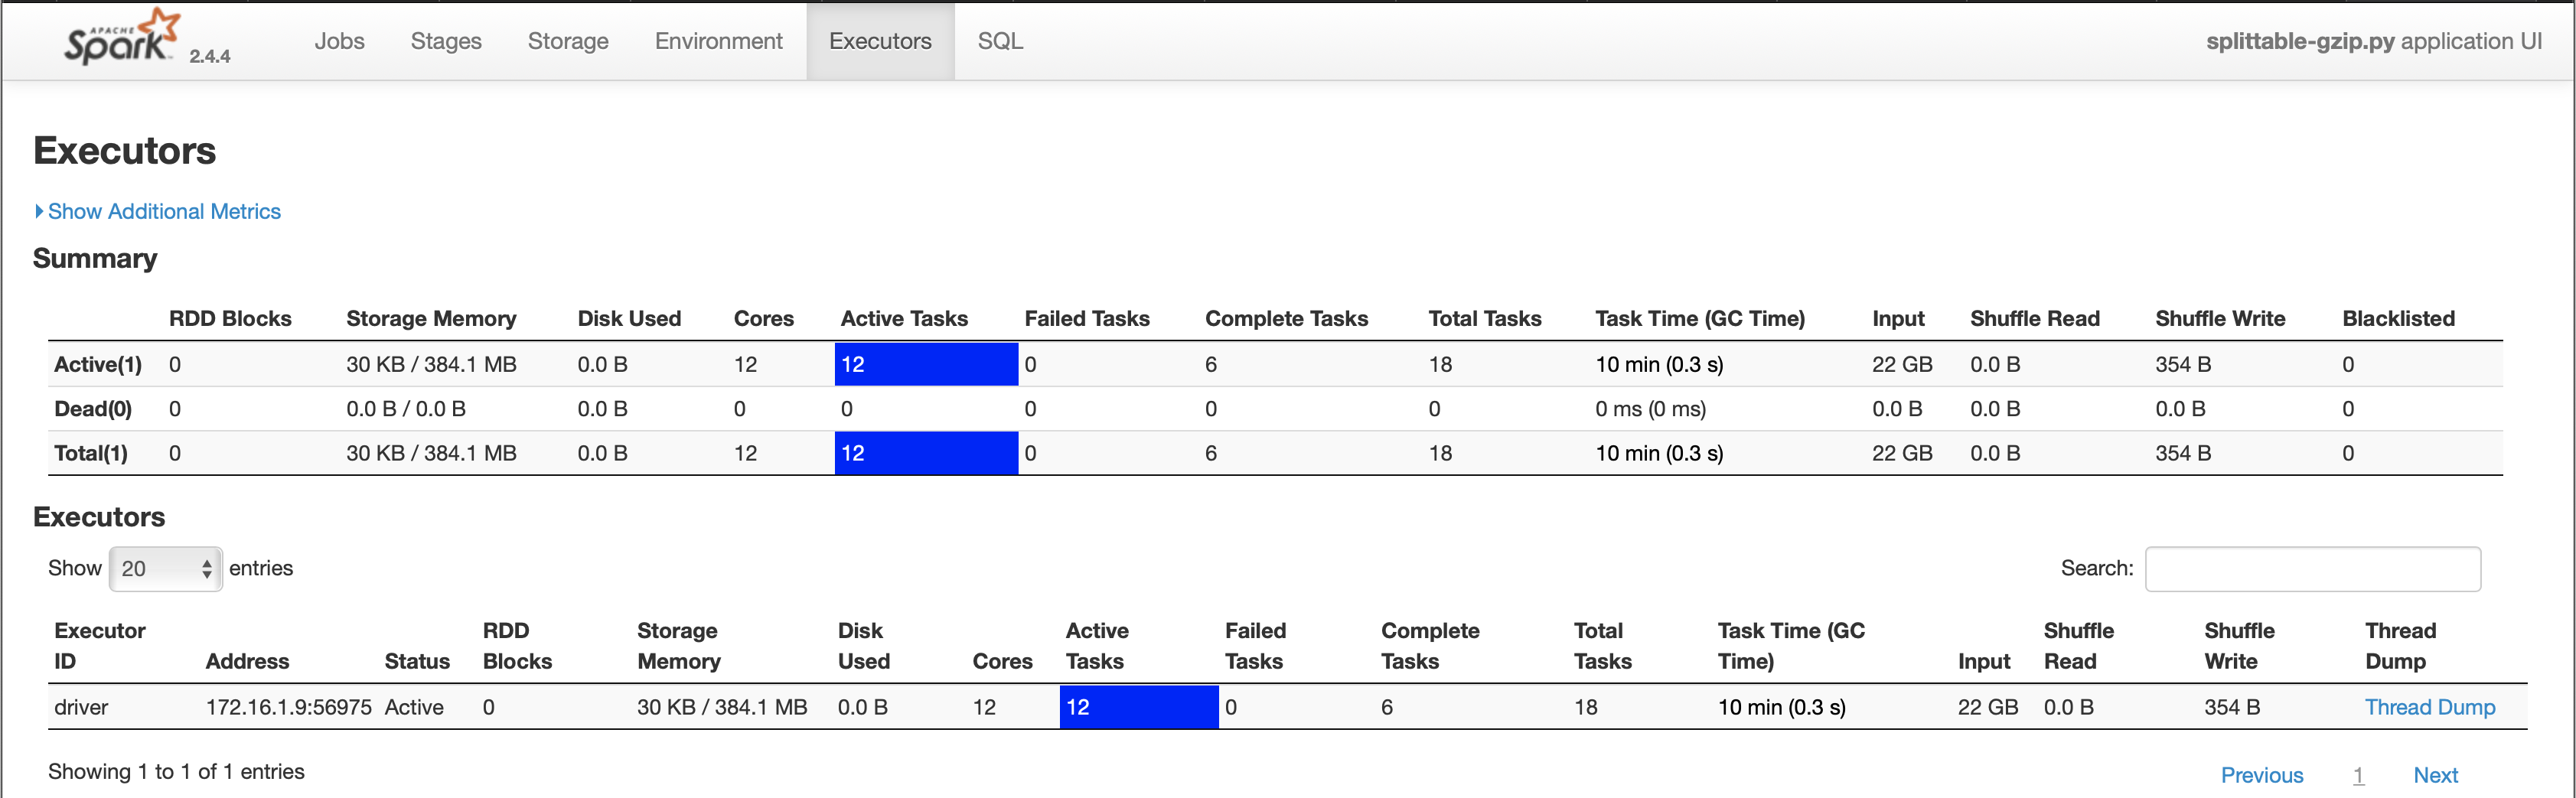 APACHE Spark 2.4.4 Jobs Stages Storage Environment Executors SQL splittable-gzip.py application UI
Executors
Show Additional Metrics
Summary
RDD Blocks Storage Memory Disk Used Cores Active Tasks Failed Tasks Complete Tasks Total Tasks Task Time (GC Time) Input Shuffle Read Shuffle Write Blacklisted
Active(1) 0 30 KB / 384.1 MB 0.0 B 12 12 0 6 18 10 min (0.3 s) 22 GB 0.0 B 354 B 0
Dead(0) 0 0.0 B / 0.0 B 0.0 B 0 0 0 0 0 0 ms (0 ms) 0.0 B 0.0 B 0.0 B 0
Total(1) 0 30 KB / 384.1 MB 0.0 B 12 12 0 6 18 10 min (0.3 s) 22 GB 0.0 B 354 B 0
Executors
Show 20 entries Search:
Executor ID Address Status RDD Blocks Storage Memory Disk Used Cores Active Tasks Failed Tasks Complete Tasks Total Tasks Task Time (GC Time) Input Shuffle Read Shuffle Write Thread Dump
driver 172.16.1.9:56975 Active 0 30 KB / 384.1 MB 0.0 B 12 12 0 6 18 10 min (0.3 s) 22 GB 0.0 B 354 B Thread Dump
Showing 1 to 1 of 1 entries Previous 1 Next